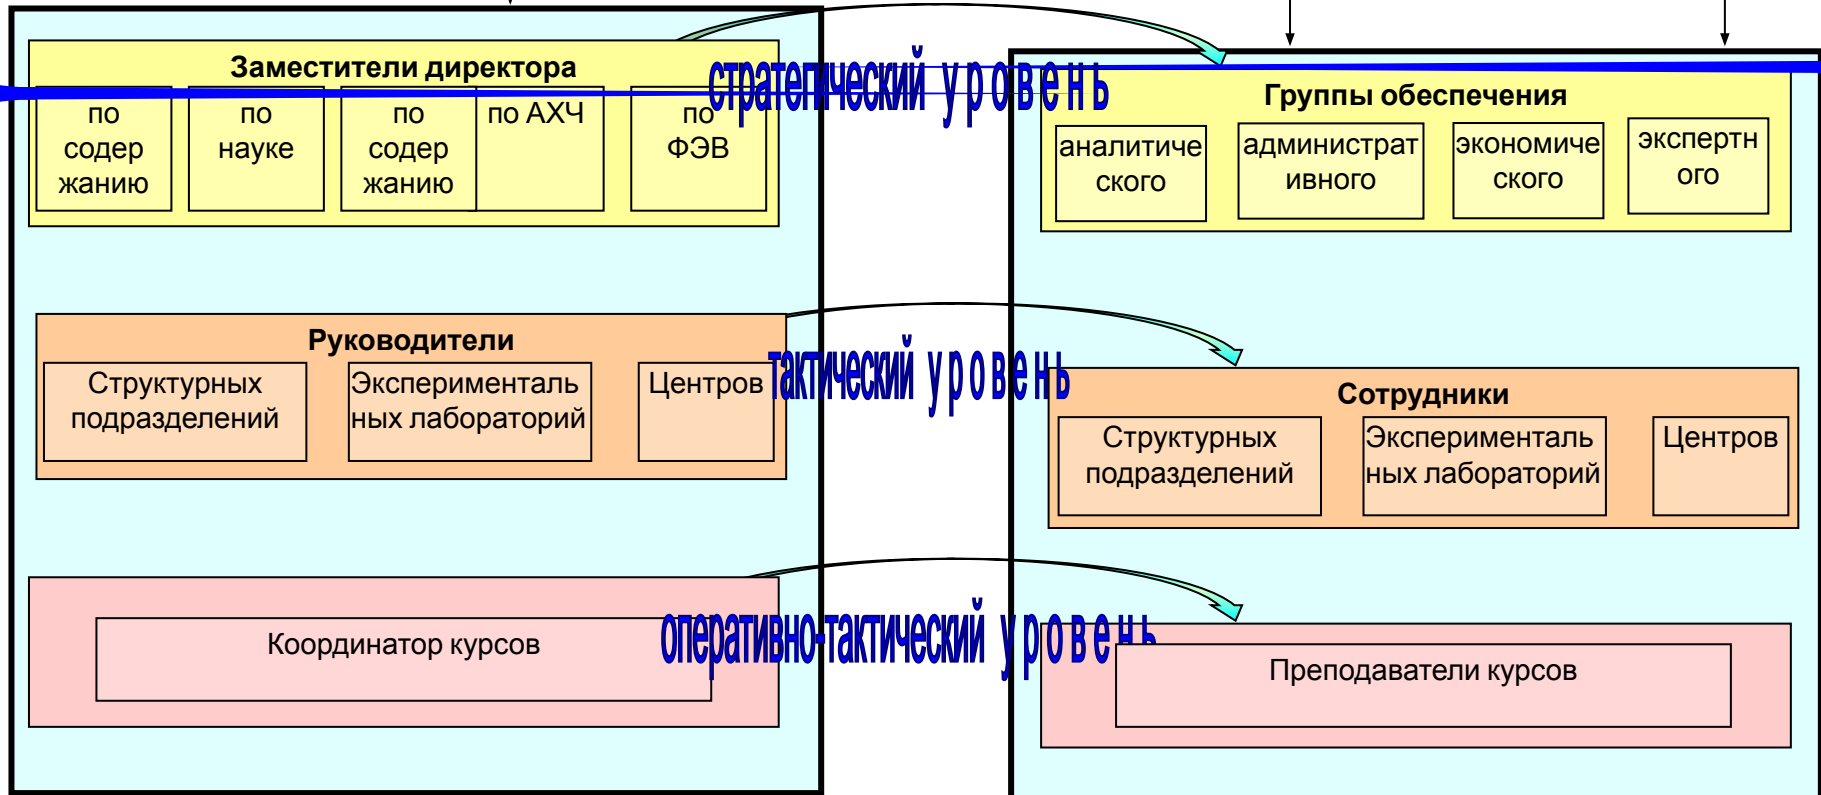 Заместители директора
по
содер
жанию
по
науке
по
содер
жанию
по АХЧ
по
ФЭВ
стратегический уровень
Группы обеспечения
аналитиче
ского
административ
ивного
экономиче
ского
экспертн
ого
Руководители
Структурных
подразделений
Эксперименталь
ных лабораторий
Центров
тактический уровень
Сотрудники
Структурных
подразделений
Эксперименталь
ных лабораторий
Центров
Координатор курсов
оперативно-тактический уровень
Преподаватели курсов